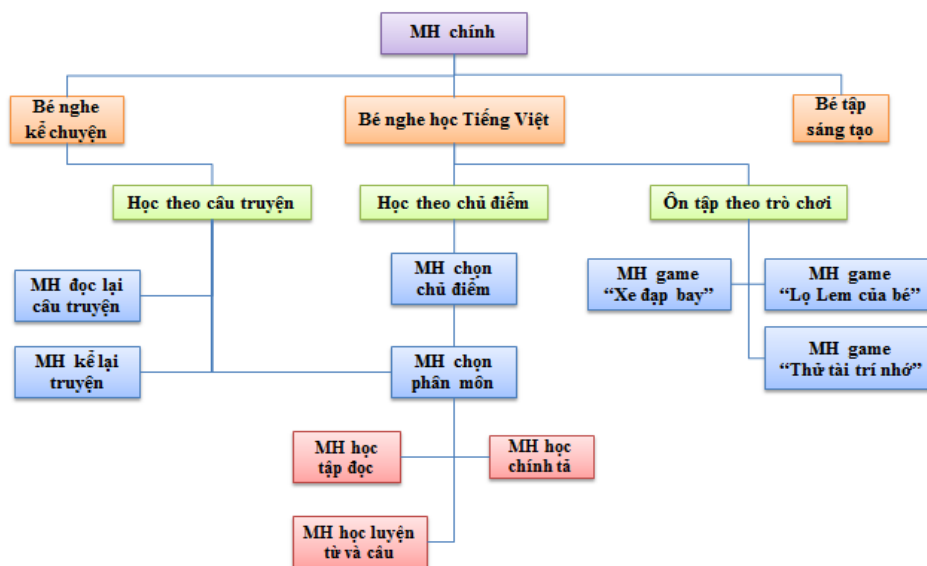 MH chính
Bé nghe
kể chuyện
Bé nghe học Tiếng Việt
Bé tập
sáng tạo
Học theo câu truyện
Học theo chủ điểm
Ôn tập theo trò chơi
MH đọc lại
câu truyện
MH chọn
chủ điểm
MH game
“Xe đạp bay”
MH game
“Lọ Lem của bé”
MH kể lại
truyện
MH chọn
phân môn
MH game
“Thử tài trí nhớ”
MH học
tập đọc
MH học
chính tả
MH học luyện
từ và câu